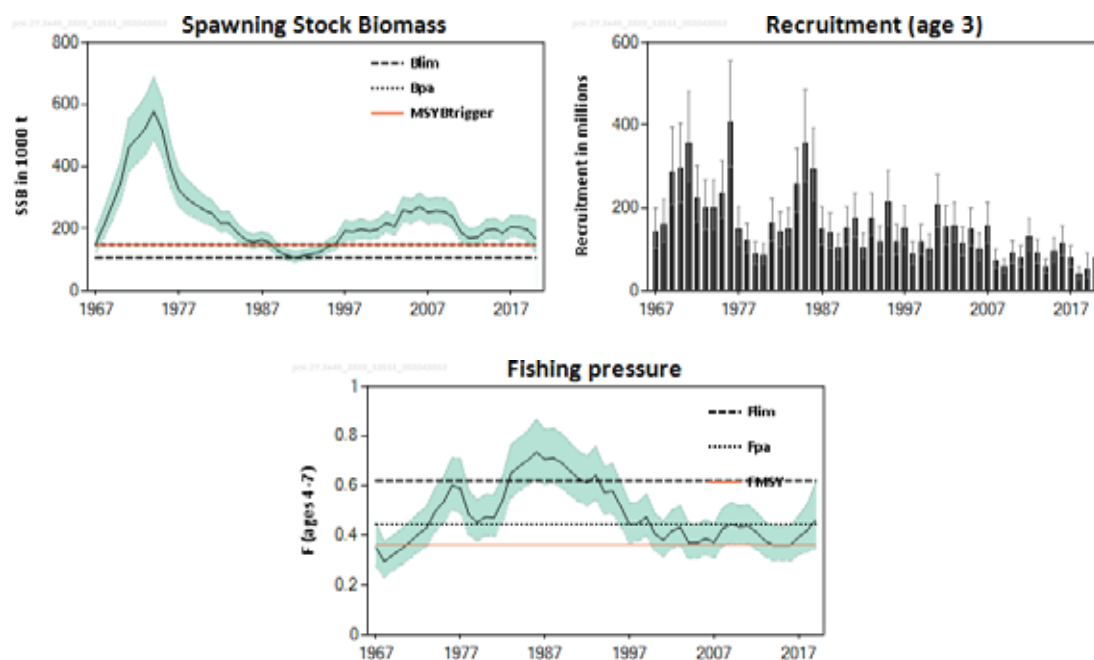 Spawning Stock Biomass
800
600
400
200
0
SSB in 1000 t
Blim
Bpa
MSYBtrigger
1967 1977 1987 1997 2007 2017
Recruitment (age 3)
600
400
200
0
Recruitment in millions
1967 1977 1987 1997 2007 2017
Fishing pressure
1
0.8
0.6
0.4
0.2
0
F (ages 4-7)
Flim
Fpa
FMSY
1967 1977 1987 1997 2007 2017